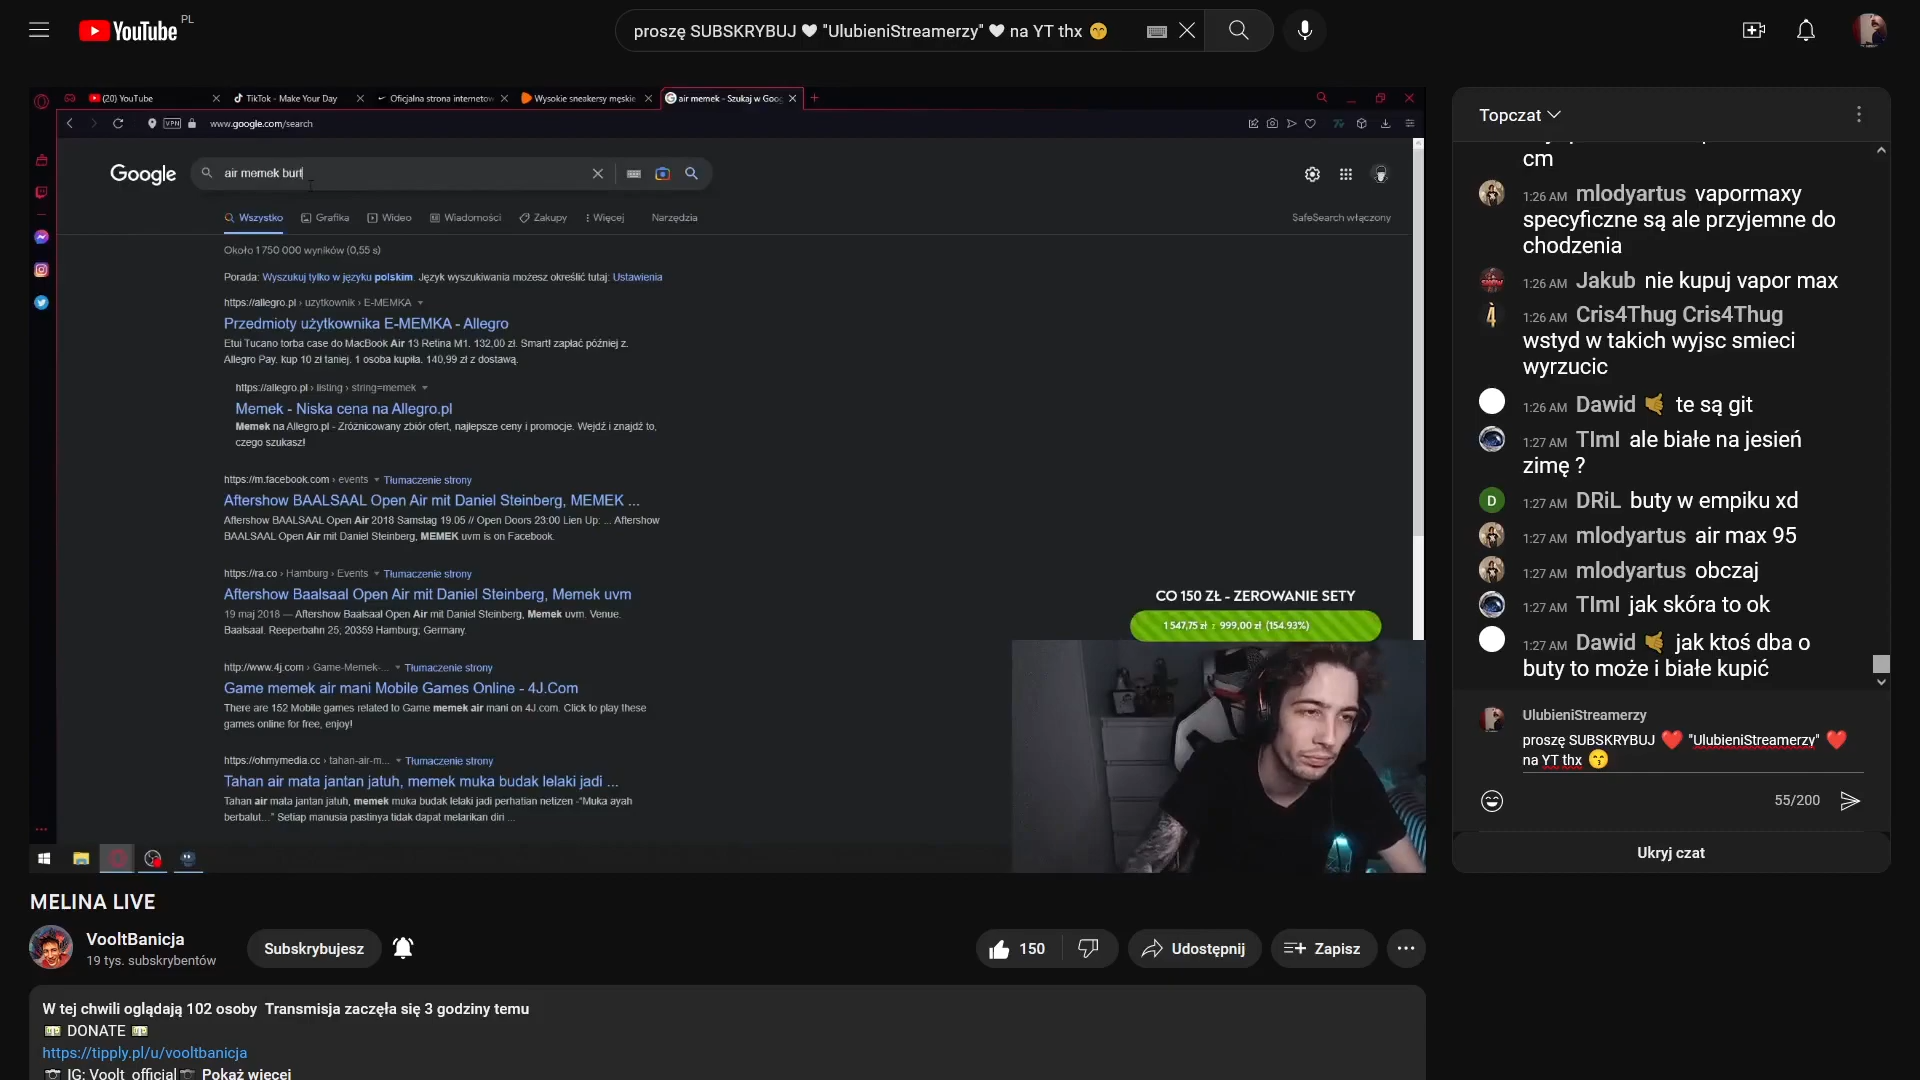 YouTube PL
proszę SUBSKRYBUJ 🤍 "UlubieniStreamerzy" 🤍 na YT thx 😙
(20) YouTube
TikTok - Make Your Day
Oficjalna strona internetow
Wysokie sneakersy męskie
air memek - Szukaj w Goog
VPN
www.google.com/search
Google
air memek burt
Wszystko
Grafika
Wideo
Wiadomości
Zakupy
Więcej
Narzędzia
SafeSearch włączony
Około 1 750 000 wyników (0,55 s)
Porada: Wyszukuj tylko w języku polskim. Język wyszukiwania możesz określić tutaj: Ustawienia
https://allegro.pl › uzytkownik › E-MEMKA
Przedmioty użytkownika E-MEMKA - Allegro
Etui Tucano torba case do MacBook Air 13 Retina M1. 132,00 zł. Smart! zapłać później z.
Allegro Pay. kup 10 zł taniej. 1 osoba kupiła. 140,99 zł z dostawą.
https://allegro.pl › listing › string=memek
Memek - Niska cena na Allegro.pl
Memek na Allegro.pl - Zróżnicowany zbiór ofert, najlepsze ceny i promocje. Wejdź i znajdź to,
czego szukasz!
https://m.facebook.com › events
Tłumaczenie strony
Aftershow BAALSAAL Open Air mit Daniel Steinberg, MEMEK ...
Aftershow BAALSAAL Open Air 2018 Samstag 19.05 // Open Doors 23:00 Lien Up: ... Aftershow
BAALSAAL Open Air mit Daniel Steinberg, MEMEK uvm is on Facebook.
https://ra.co › Hamburg › Events
Tłumaczenie strony
Aftershow Baalsaal Open Air mit Daniel Steinberg, Memek uvm
19 maj 2018 — Aftershow Baalsaal Open Air mit Daniel Steinberg, Memek uvm. Venue.
Baalsaal. Reeperbahn 25; 20359 Hamburg; Germany.
http://www.4j.com › Game-Memek-...
Tłumaczenie strony
Game memek air mani Mobile Games Online - 4J.Com
There are 152 Mobile games related to Game memek air mani on 4J.com. Click to play these
games online for free, enjoy!
https://ohmymedia.cc › tahan-air-m...
Tłumaczenie strony
Tahan air mata jantan jatuh, memek muka budak lelaki jadi ...
Tahan air mata jantan jatuh, memek muka budak lelaki jadi perhatian netizen -"Muka ayah
berbalut..." Setiap manusia pastinya tidak dapat melarikan diri ...
CO 150 ZŁ - ZEROWANIE SETY
1 547,75 zł z 999,00 zł (154.93%)
MELINA LIVE
VooltBanicja
19 tys. subskrybentów
Subskrybujesz
150
Udostępnij
Zapisz
W tej chwili oglądają 102 osoby Transmisja zaczęła się 3 godziny temu
DONATE
https://tipply.pl/u/vooltbanicja
IG: Voolt_official Pokaż więcej
Topczat
cm
1:26 AM mlodyartus vapormaxy
specyficzne są ale przyjemne do
chodzenia
1:26 AM Jakub nie kupuj vapor max
1:26 AM Cris4Thug Cris4Thug
wstyd w takich wyjsc smieci
wyrzucic
1:26 AM Dawid 🤙 te są git
1:27 AM TImI ale białe na jesień
zimę ?
D
1:27 AM DRiL buty w empiku xd
1:27 AM mlodyartus air max 95
1:27 AM mlodyartus obczaj
1:27 AM TImI jak skóra to ok
1:27 AM Dawid 🤙 jak ktoś dba o
buty to może i białe kupić
UlubieniStreamerzy
proszę SUBSKRYBUJ ❤️ "UlubieniStreamerzy" ❤️
na YT thx 😙
55/200
Ukryj czat